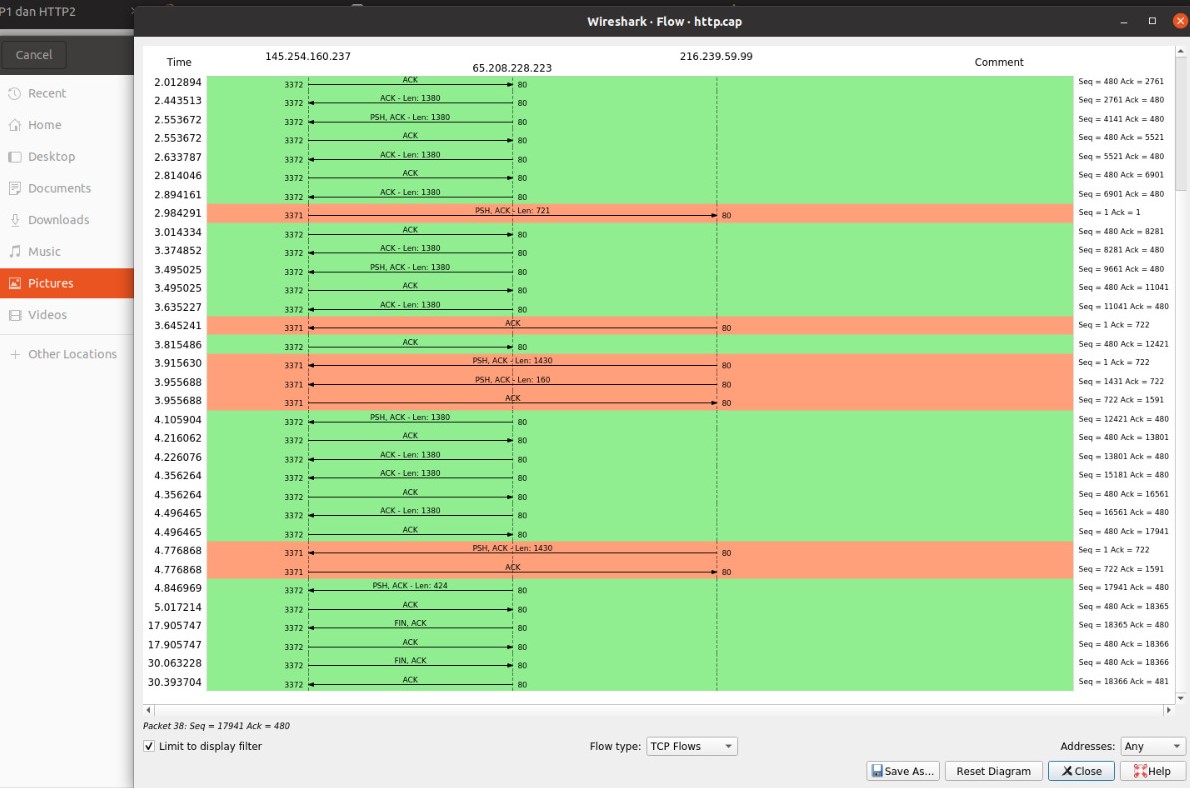 P1 dan HTTP2
Wireshark · Flow · http.cap
Cancel
Recent
Home
Desktop
Documents
Downloads
Music
Pictures
Videos
Other Locations
Time 145.254.160.237 65.208.228.223 216.239.59.99 Comment
2.012894 3372 ACK 80 Seq = 480 Ack = 2761
2.443513 3372 ACK - Len: 1380 80 Seq = 2761 Ack = 480
2.553672 3372 PSH, ACK - Len: 1380 80 Seq = 4141 Ack = 480
2.553672 3372 ACK 80 Seq = 480 Ack = 5521
2.633787 3372 ACK - Len: 1380 80 Seq = 5521 Ack = 480
2.814046 3372 ACK 80 Seq = 480 Ack = 6901
2.894161 3372 ACK - Len: 1380 80 Seq = 6901 Ack = 480
2.984291 3371 PSH, ACK - Len: 721 80 Seq = 1 Ack = 1
3.014334 3372 ACK 80 Seq = 480 Ack = 8281
3.374852 3372 ACK - Len: 1380 80 Seq = 8281 Ack = 480
3.495025 3372 PSH, ACK - Len: 1380 80 Seq = 9661 Ack = 480
3.495025 3372 ACK 80 Seq = 480 Ack = 11041
3.635227 3372 ACK - Len: 1380 80 Seq = 11041 Ack = 480
3.645241 3371 ACK 80 Seq = 1 Ack = 722
3.815486 3372 ACK 80 Seq = 480 Ack = 12421
3.915630 3371 PSH, ACK - Len: 1430 80 Seq = 1 Ack = 722
3.955688 3371 PSH, ACK - Len: 160 80 Seq = 1431 Ack = 722
3.955688 3371 ACK 80 Seq = 722 Ack = 1591
4.105904 3372 PSH, ACK - Len: 1380 80 Seq = 12421 Ack = 480
4.216062 3372 ACK 80 Seq = 480 Ack = 13801
4.226076 3372 ACK - Len: 1380 80 Seq = 13801 Ack = 480
4.356264 3372 ACK - Len: 1380 80 Seq = 15181 Ack = 480
4.356264 3372 ACK 80 Seq = 480 Ack = 16561
4.496465 3372 ACK - Len: 1380 80 Seq = 16561 Ack = 480
4.496465 3372 ACK 80 Seq = 480 Ack = 17941
4.776868 3371 PSH, ACK - Len: 1430 80 Seq = 1 Ack = 722
4.776868 3371 ACK 80 Seq = 722 Ack = 1591
4.846969 3372 PSH, ACK - Len: 424 80 Seq = 17941 Ack = 480
5.017214 3372 ACK 80 Seq = 480 Ack = 18365
17.905747 3372 FIN, ACK 80 Seq = 18365 Ack = 480
17.905747 3372 ACK 80 Seq = 480 Ack = 18366
30.063228 3372 FIN, ACK 80 Seq = 480 Ack = 18366
30.393704 3372 ACK 80 Seq = 18366 Ack = 481
Packet 38: Seq = 17941 Ack = 480
Limit to display filter Flow type: TCP Flows Addresses: Any
Save As... Reset Diagram Close Help